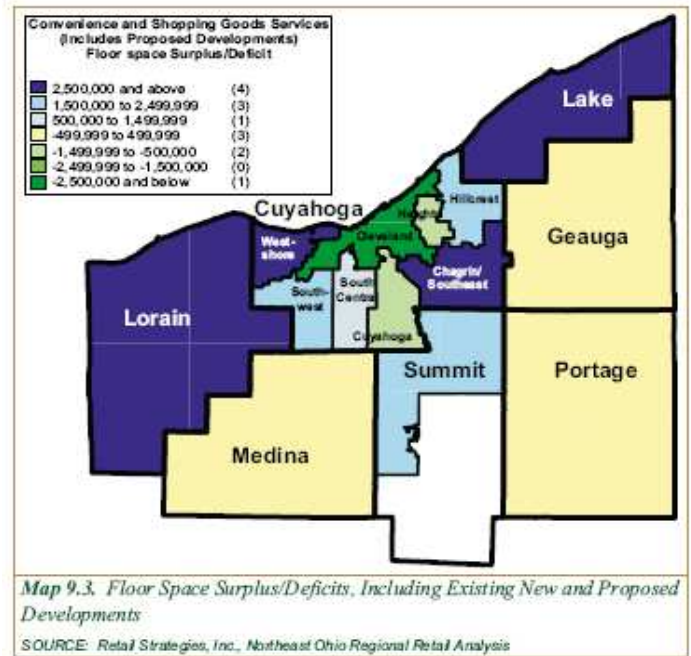 Convenience and Shopping Goods Services
(Includes Proposed Developments)
Floor space Surplus/Deficit
2,500,000 and above (4)
1,500,000 to 2,499,999 (3)
500,000 to 1,499,999 (1)
-499,999 to 499,999 (3)
-1,499,999 to -500,000 (2)
-2,499,999 to -1,500,000 (0)
-2,500,000 and below (1)
Lake
Cuyahoga
Heights
Hillcrest
West-
shore
Cleveland
Geauga
Chagrin/
Southeast
South-
west
South
Central
Lorain
Cuyahoga
Summit
Portage
Medina
Map 9.3. Floor Space Surplus/Deficits, Including Existing New and Proposed
Developments
SOURCE: Retail Strategies, Inc., Northeast Ohio Regional Retail Analysis